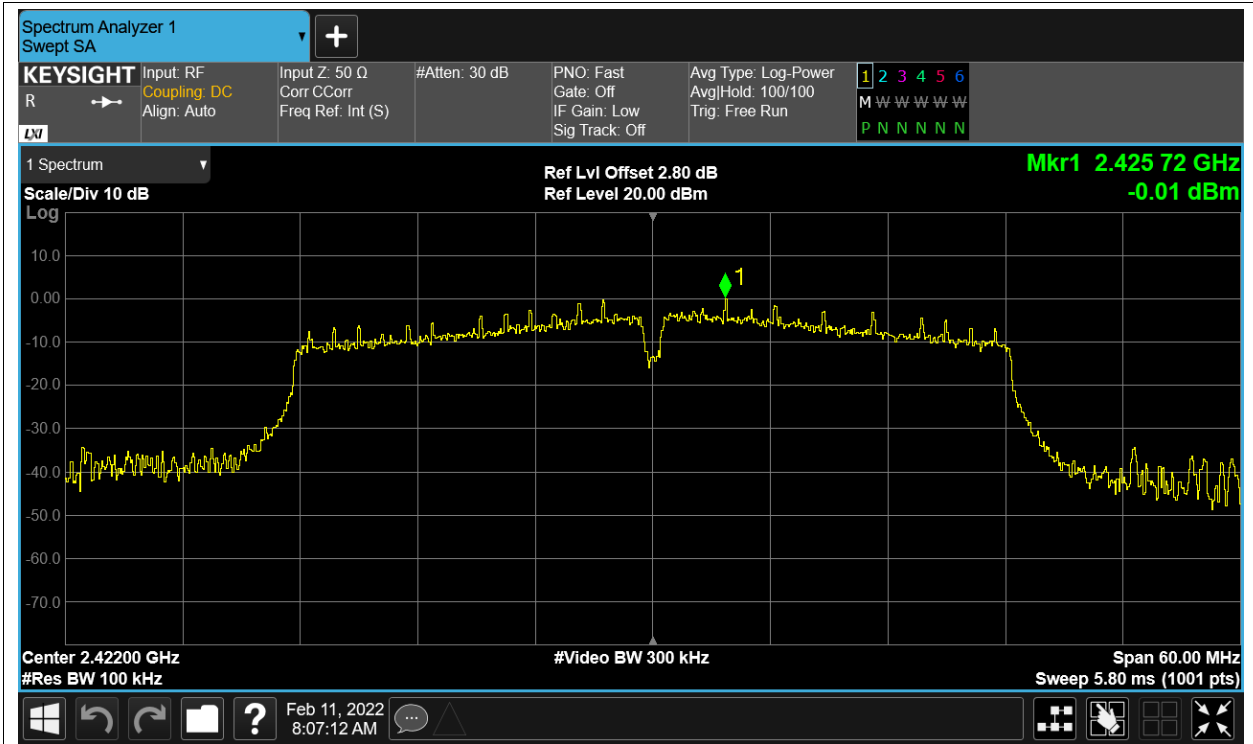 Spectrum Analyzer 1
Swept SA
KEYSIGHT
R
LXI
Input: RF
Coupling: DC
Align: Auto
Input Z: 50 Ω
Corr CCorr
Freq Ref: Int (S)
#Atten: 30 dB
PNO: Fast
Gate: Off
IF Gain: Low
Sig Track: Off
Avg Type: Log-Power
Avg|Hold: 100/100
Trig: Free Run
1 2 3 4 5 6
M W W W W W
P N N N N N
1 Spectrum
Scale/Div 10 dB
Log
Ref Lvl Offset 2.80 dB
Ref Level 20.00 dBm
Mkr1 2.425 72 GHz
-0.01 dBm
1
10.0
0.00
-10.0
-20.0
-30.0
-40.0
-50.0
-60.0
-70.0
Center 2.42200 GHz
#Res BW 100 kHz
#Video BW 300 kHz
Span 60.00 MHz
Sweep 5.80 ms (1001 pts)
?
Feb 11, 2022
8:07:12 AM